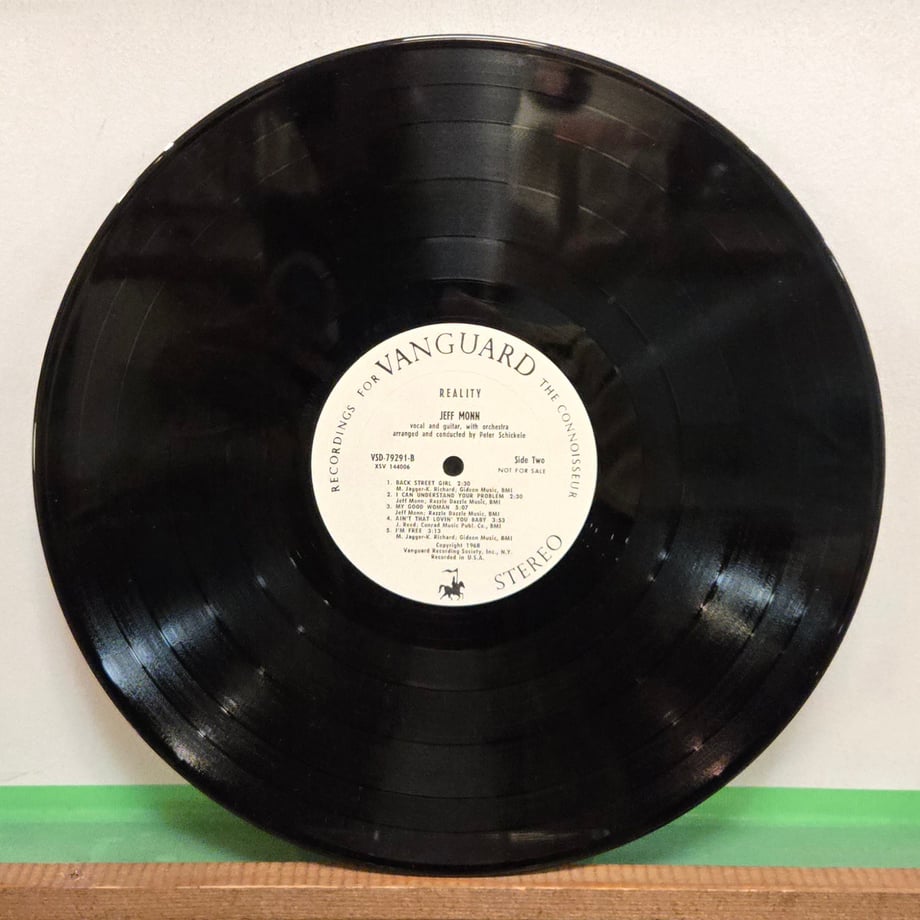 RECORDINGS FOR VANGUARD THE CONNOISSEUR
REALITY
JEFF MONN
vocal and guitar, with orchestra
arranged and conducted by Peter Schickele
VSD-79291-B
XSV 144006
Side Two
NOT FOR SALE
1. BACK STREET GIRL 2:30
M. Jagger-K. Richard; Gideon Music, BMI
2. I CAN UNDERSTAND YOUR PROBLEM 2:30
Jeff Monn; Razzle Dazzle Music, BMI
3. MY GOOD WOMAN 5:07
Jeff Monn; Razzle Dazzle Music, BMI
4. AIN'T THAT LOVIN' YOU BABY 3:53
J. Reed; Conrad Music Publ. Co., BMI
5. I'M FREE 3:13
M. Jagger-K. Richard; Gideon Music, BMI
Copyright 1968
Vanguard Recording Society, Inc., N.Y.
Recorded in U.S.A.
STEREO